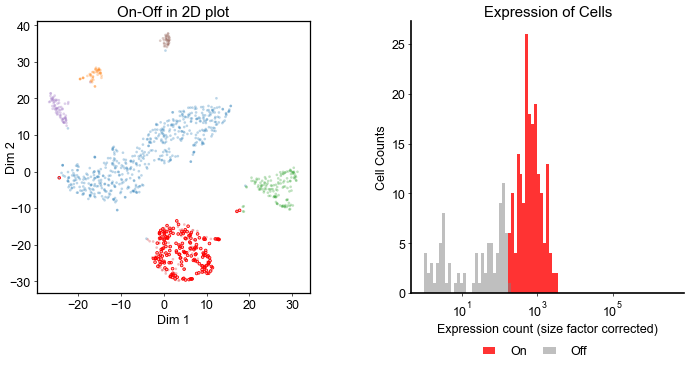 On-Off in 2D plot
40
30
20
10
0
−10
−20
−30
Dim 2
−20 −10 0 10 20 30
Dim 1
Expression of Cells
25
20
15
10
5
0
Cell Counts
10^1 10^3 10^5
Expression count (size factor corrected)
On Off